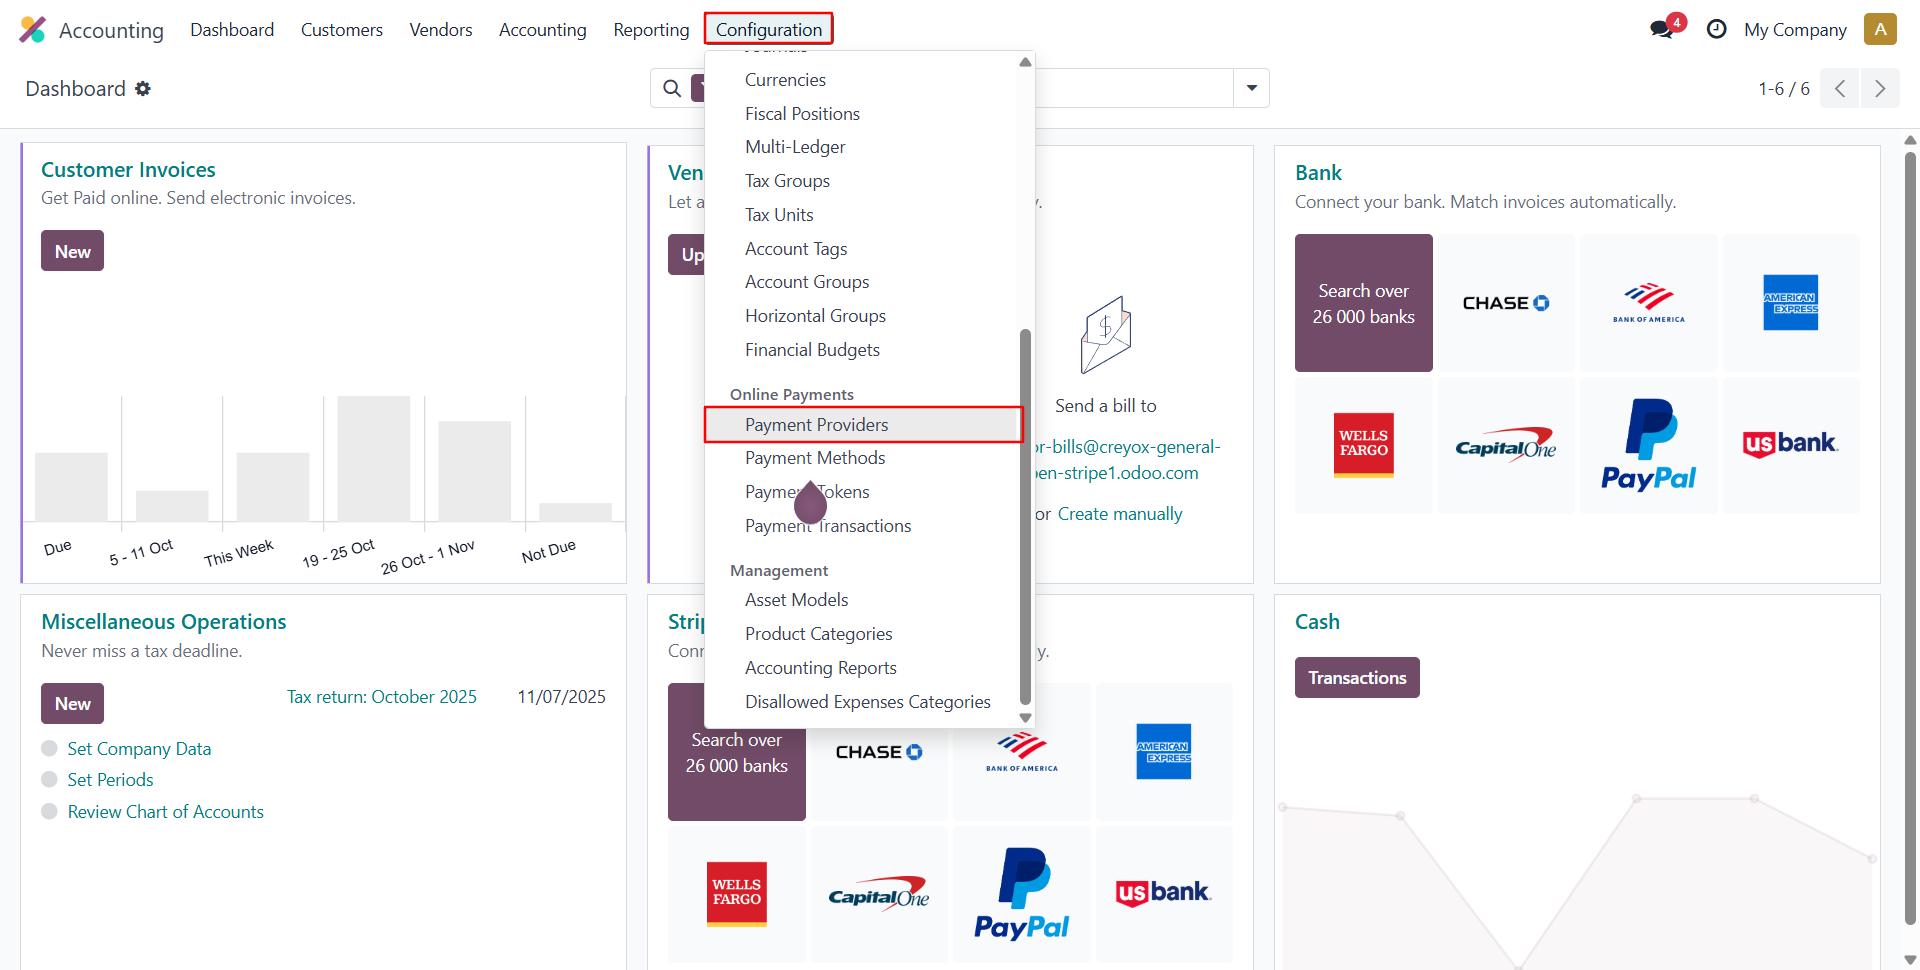 Accounting
Dashboard
Customers
Vendors
Accounting
Reporting
Configuration
4
My Company
A
Dashboard
1-6 / 6
Currencies
Fiscal Positions
Multi-Ledger
Tax Groups
Tax Units
Account Tags
Account Groups
Horizontal Groups
Financial Budgets
Online Payments
Payment Providers
Payment Methods
Payment Tokens
Payment Transactions
Management
Asset Models
Product Categories
Accounting Reports
Disallowed Expenses Categories
Customer Invoices
Get Paid online. Send electronic invoices.
New
Due
5 - 11 Oct
This Week
19 - 25 Oct
26 Oct - 1 Nov
Not Due
Ven
Let a
y.
Up
Send a bill to
or-bills@creyox-general-
en-stripe1.odoo.com
or Create manually
Bank
Connect your bank. Match invoices automatically.
Search over
26 000 banks
CHASE
BANK OF AMERICA
AMERICAN
EXPRESS
WELLS
FARGO
Capital One
PayPal
us bank.
Miscellaneous Operations
Never miss a tax deadline.
New
Tax return: October 2025
11/07/2025
Set Company Data
Set Periods
Review Chart of Accounts
Strip
Conn
y.
Search over
26 000 banks
CHASE
BANK OF AMERICA
AMERICAN
EXPRESS
WELLS
FARGO
Capital One
PayPal
us bank.
Cash
Transactions